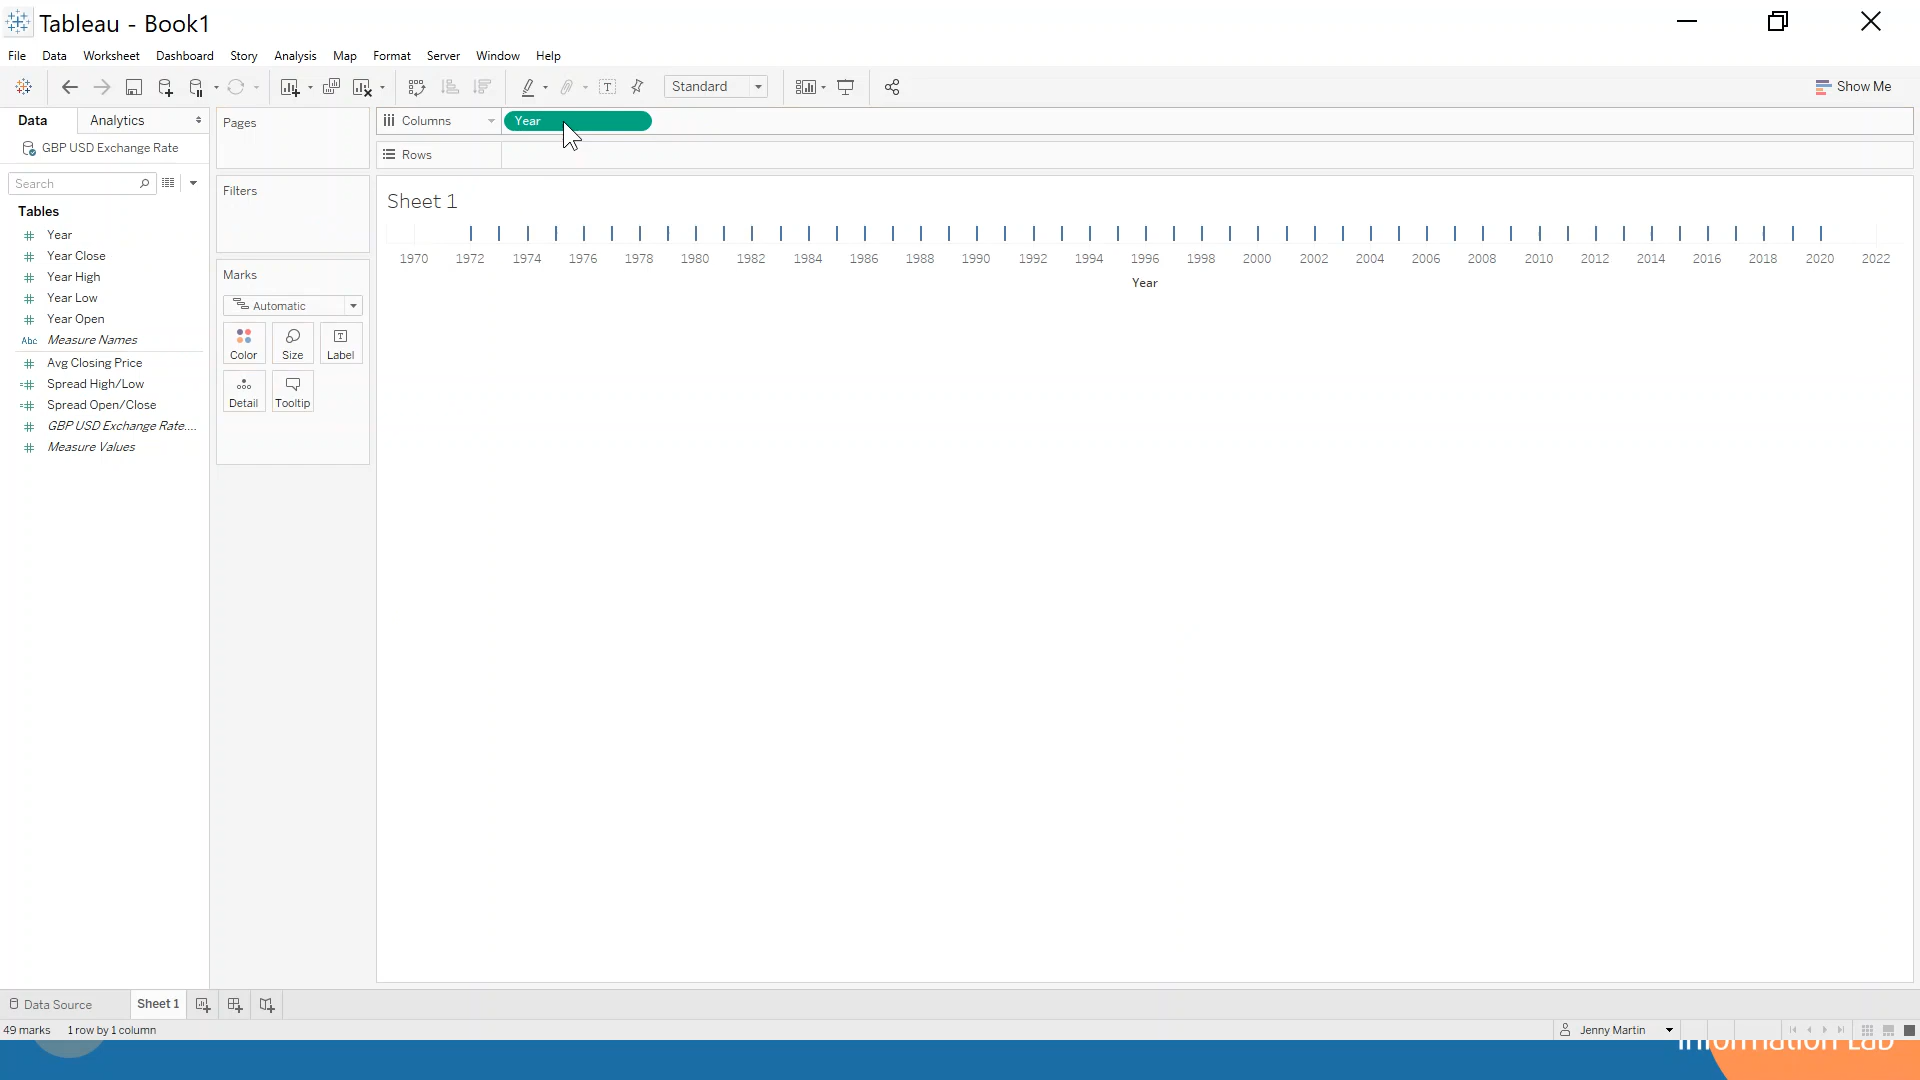 Tableau - Book1
File Data Worksheet Dashboard Story Analysis Map Format Server Window Help
Standard
Show Me
Data Analytics
Pages
Columns
Year
GBP USD Exchange Rate
Rows
Search
Filters
Tables
Sheet 1
Year
Year Close
Year High
Year Low
Year Open
Abc Measure Names
Avg Closing Price
Spread High/Low
Spread Open/Close
GBP USD Exchange Rate....
Measure Values
Marks
Automatic
Color Size Label
Detail Tooltip
1970 1972 1974 1976 1978 1980 1982 1984 1986 1988 1990 1992 1994 1996 1998 2000 2002 2004 2006 2008 2010 2012 2014 2016 2018 2020 2022
Year
Data Source Sheet 1
49 marks 1 row by 1 column
Jenny Martin
Information Lab